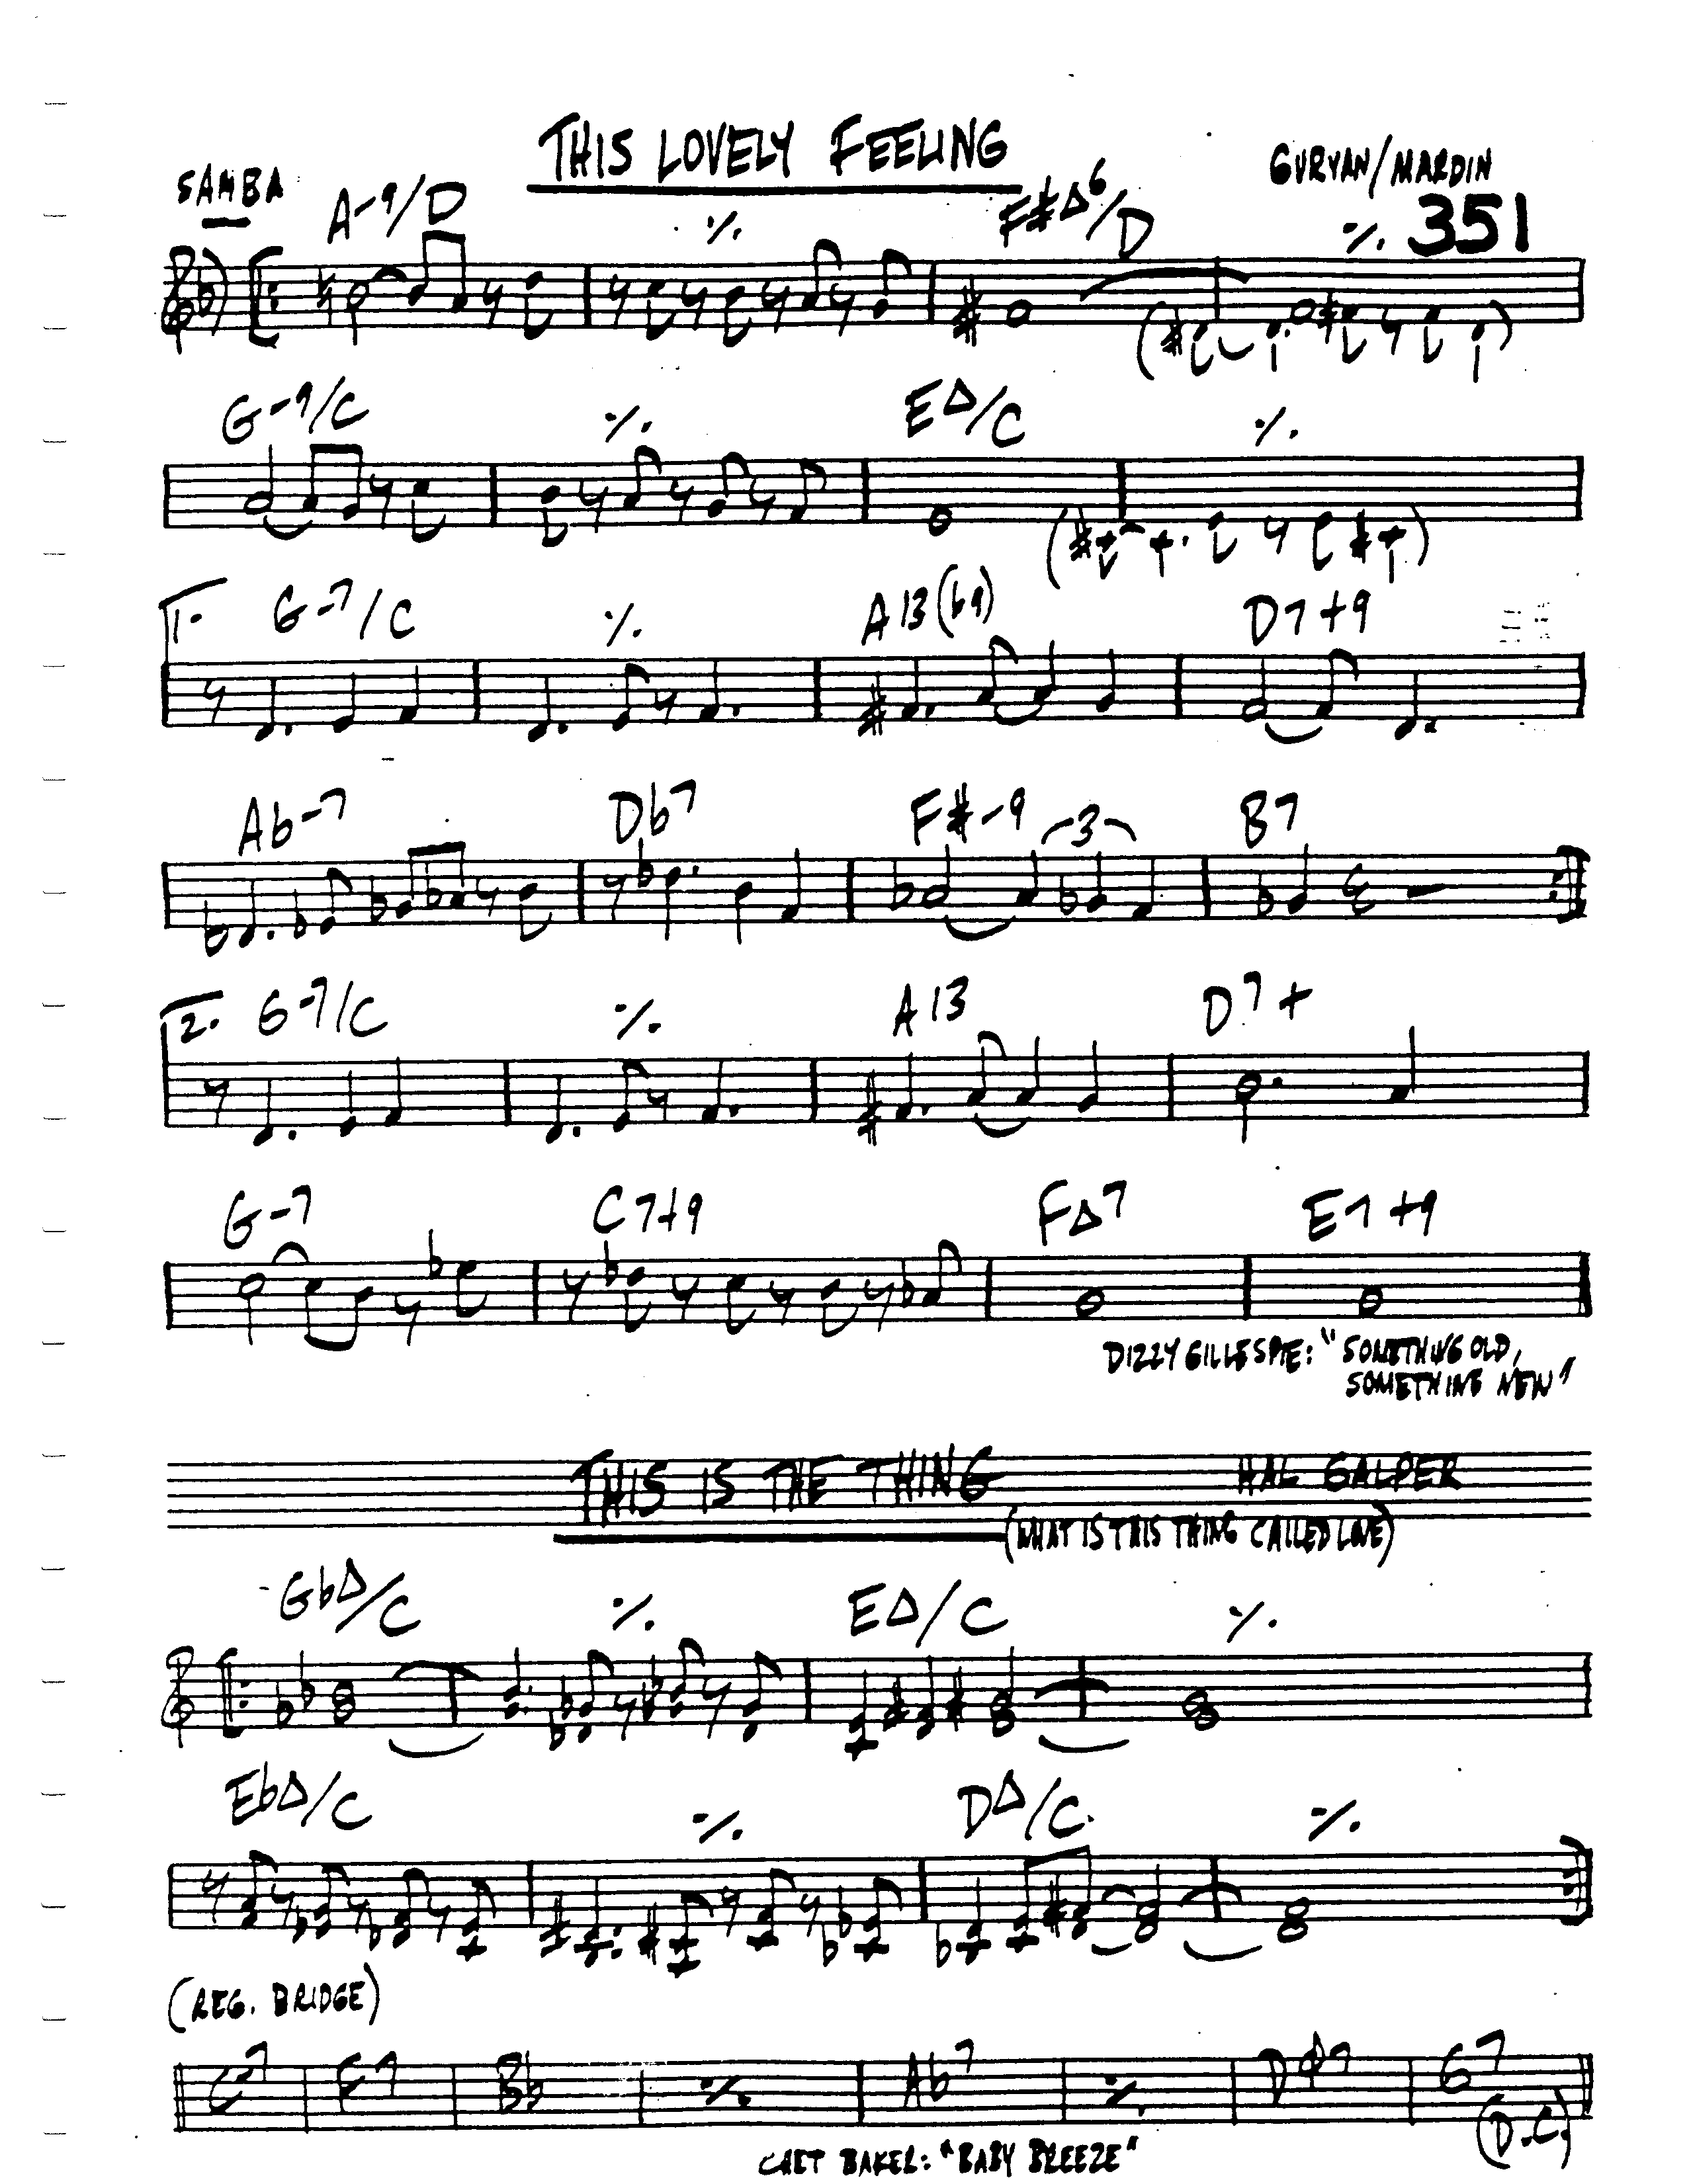 THIS LOVELY FEELING
SAMBA
GURYAN/MARDIN
351
A-9/D ٪ F#Δ6/D ٪
G-9/C ٪ EΔ/C ٪
1. G-7/C ٪ A13(b9) D7+9
Ab-7 Db7 F#-9 3 B7
2. G-7/C ٪ A13 D7+
G-7 C7+9 FΔ7 E7+9
DIZZY GILLESPIE: "SOMETHING OLD,
SOMETHING NEW"
THIS IS THE THING HAL GALPER
(WHAT IS THIS THING CALLED LOVE)
GbΔ/C ٪ EΔ/C ٪
EbΔ/C ٪ DΔ/C ٪
(REG. BRIDGE)
C-7 F7 Bb ٪ Ab7 ٪ Dø7 G7
(D.C.)
CHET BAKER: "BABY BREEZE"